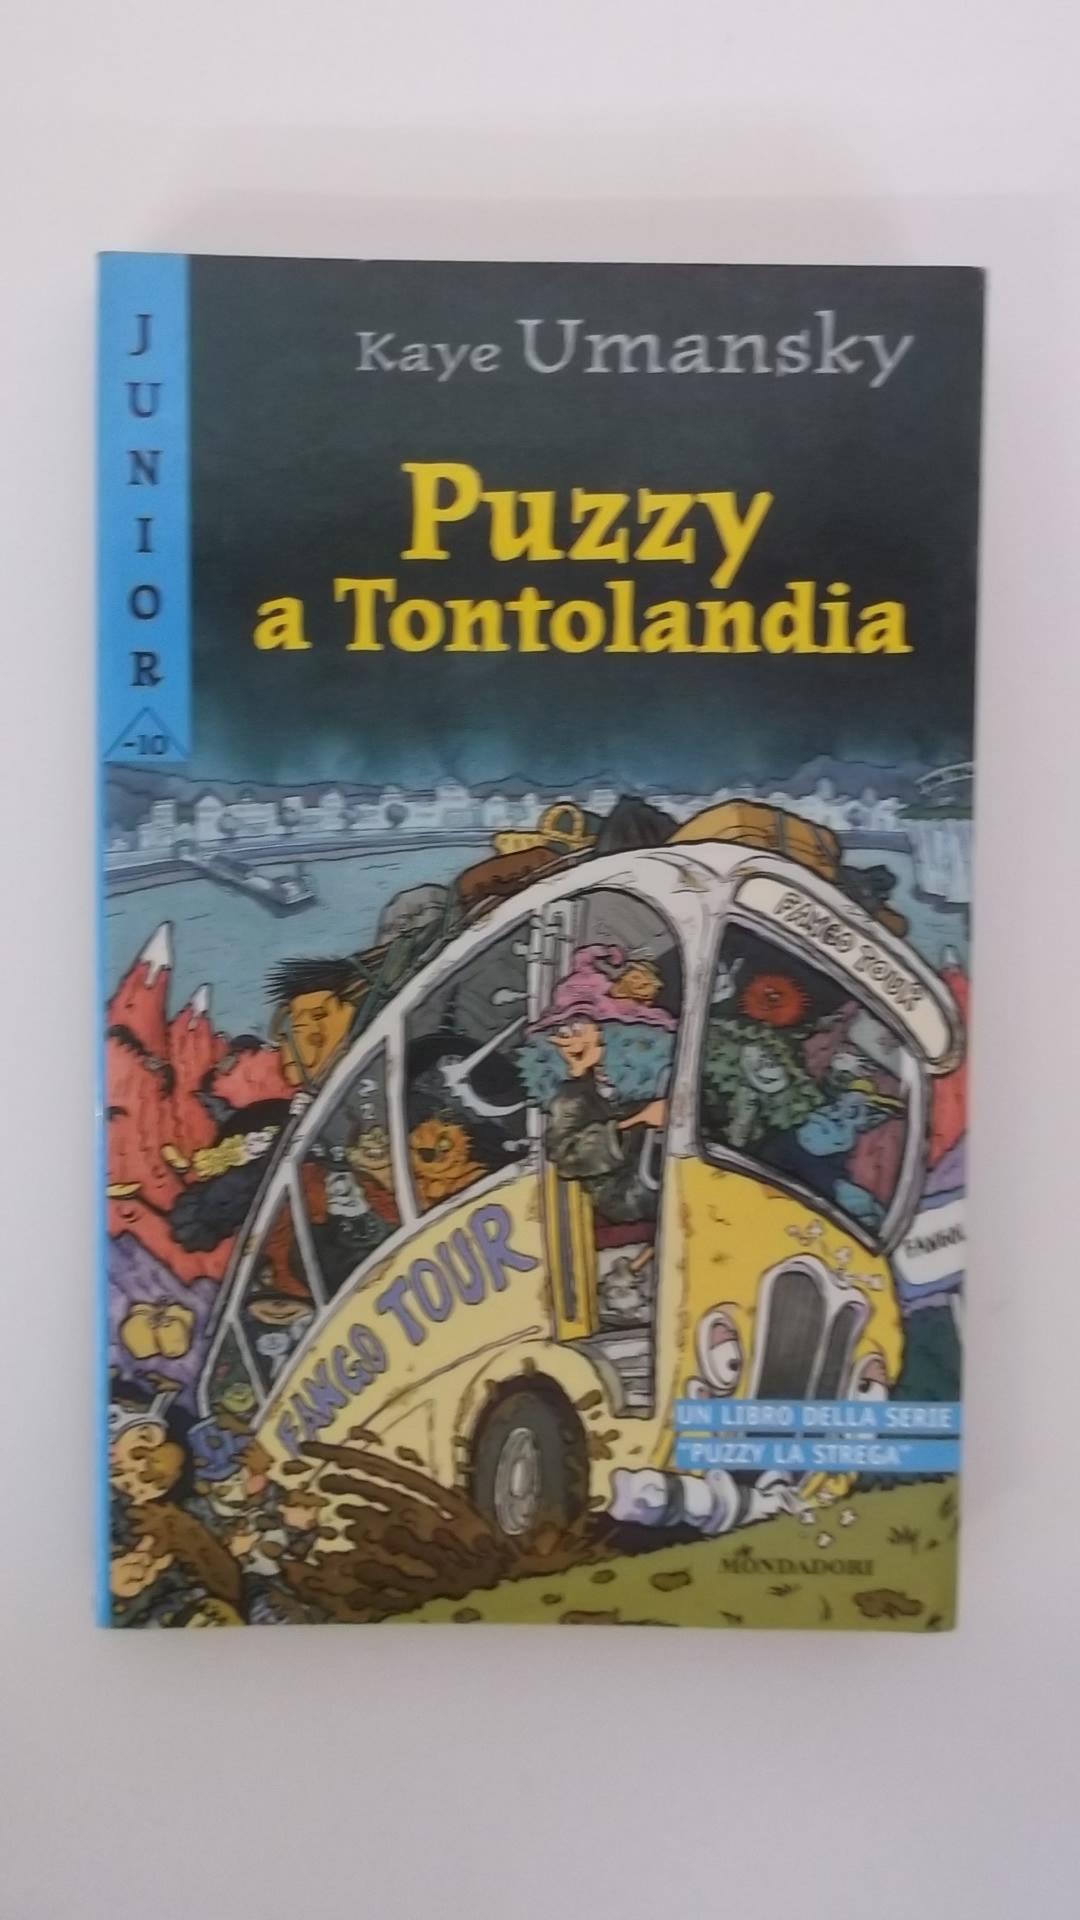 JUNIOR
-10
Kaye Umansky
Puzzy
a Tontolandia
FANGO TOUR
FANGO TOUR
UN LIBRO DELLA SERIE
"PUZZY LA STREGA"
MONDADORI